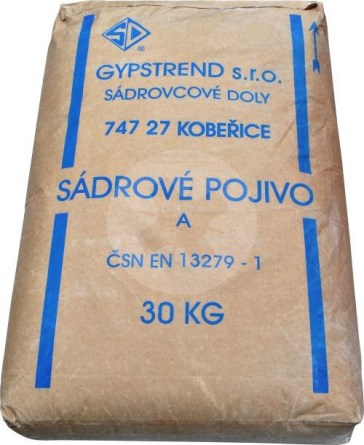 SD
®
GYPSTREND s.r.o.
SÁDROVCOVÉ DOLY
747 27 KOBEŘICE
SÁDROVÉ POJIVO
A
ČSN EN 13279 - 1
30 KG